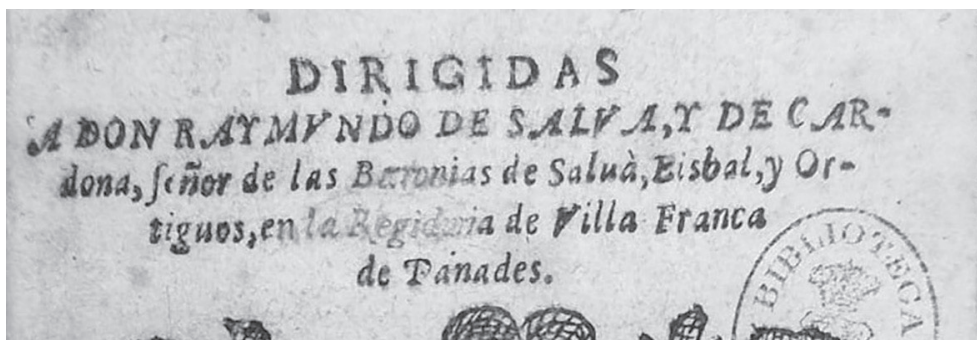 DIRIGIDAS
A DON RAYMVNDO DE SALVA, Y DE CAR-
dona, señor de las Baronias de Saluà, Eisbal, y Or-
tiguos, en la Regiduria de Villa Franca
de Panades.
BIBLIOTECA